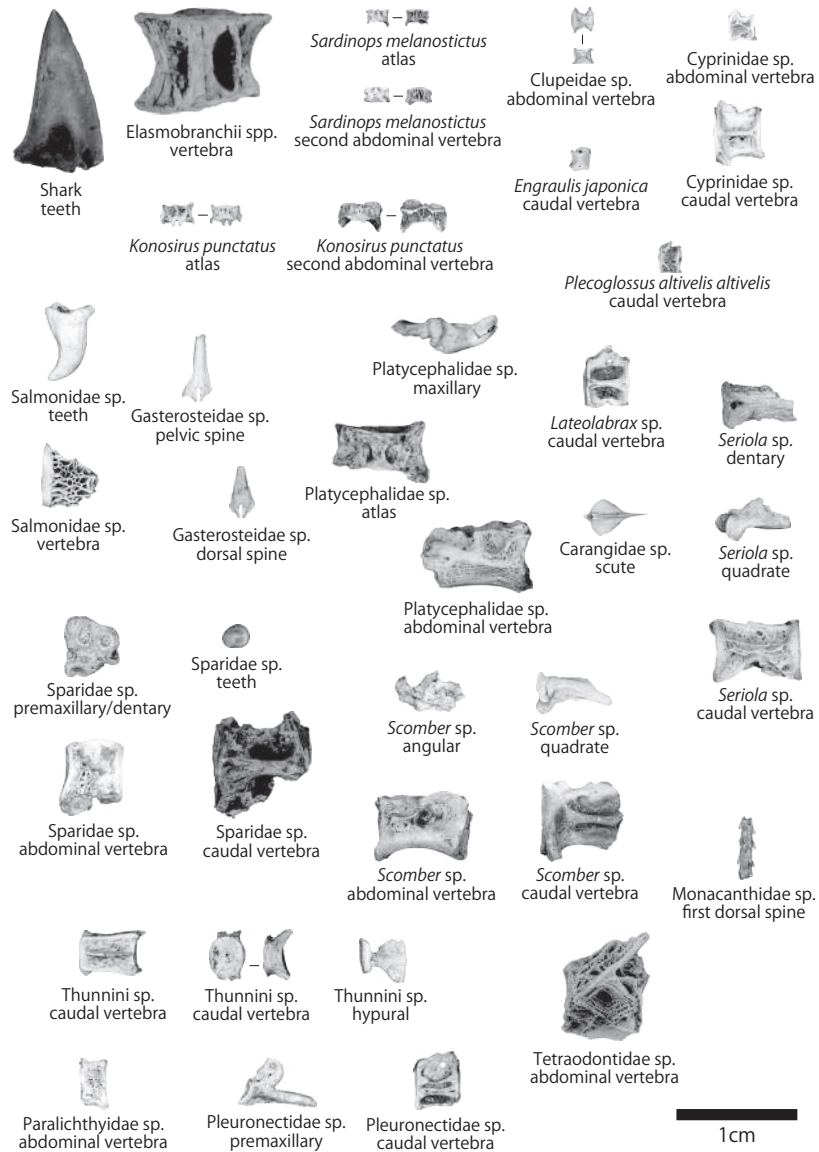 Shark
teeth
Elasmobranchii spp.
vertebra
Sardinops melanostictus
atlas
Sardinops melanostictus
second abdominal vertebra
Clupeidae sp.
abdominal vertebra
Cyprinidae sp.
abdominal vertebra
Engraulis japonica
caudal vertebra
Cyprinidae sp.
caudal vertebra
Konosirus punctatus
atlas
Konosirus punctatus
second abdominal vertebra
Plecoglossus altivelis altivelis
caudal vertebra
Salmonidae sp.
teeth
Gasterosteidae sp.
pelvic spine
Platycephalidae sp.
maxillary
Lateolabrax sp.
caudal vertebra
Seriola sp.
dentary
Salmonidae sp.
vertebra
Gasterosteidae sp.
dorsal spine
Platycephalidae sp.
atlas
Carangidae sp.
scute
Seriola sp.
quadrate
Platycephalidae sp.
abdominal vertebra
Sparidae sp.
premaxillary/dentary
Sparidae sp.
teeth
Scomber sp.
angular
Scomber sp.
quadrate
Seriola sp.
caudal vertebra
Sparidae sp.
abdominal vertebra
Sparidae sp.
caudal vertebra
Scomber sp.
abdominal vertebra
Scomber sp.
caudal vertebra
Monacanthidae sp.
first dorsal spine
Thunnini sp.
caudal vertebra
Thunnini sp.
caudal vertebra
Thunnini sp.
hypural
Tetraodontidae sp.
abdominal vertebra
Paralichthyidae sp.
abdominal vertebra
Pleuronectidae sp.
premaxillary
Pleuronectidae sp.
caudal vertebra
1cm